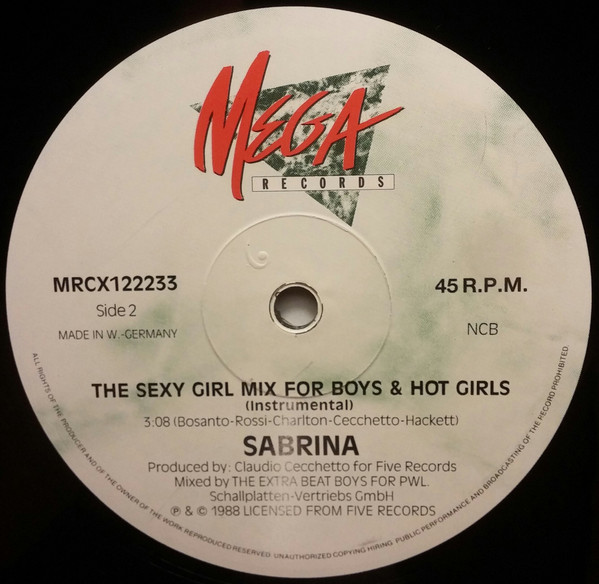 MEGA
RECORDS
MRCX122233
45 R.P.M.
Side 2
NCB
MADE IN W.-GERMANY
THE SEXY GIRL MIX FOR BOYS & HOT GIRLS
(Instrumental)
3:08 (Bosanto-Rossi-Charlton-Cecchetto-Hackett)
SABRINA
Produced by: Claudio Cecchetto for Five Records
Mixed by THE EXTRA BEAT BOYS FOR PWL.
Schallplatten-Vertriebs GmbH
℗ & © 1988 LICENSED FROM FIVE RECORDS
ALL RIGHTS OF THE PRODUCER AND OF THE OWNER OF THE WORK REPRODUCED RESERVED. UNAUTHORIZED COPYING HIRING. PUBLIC PERFORMANCE AND BROADCASTING OF THE RECORD PROHIBITED